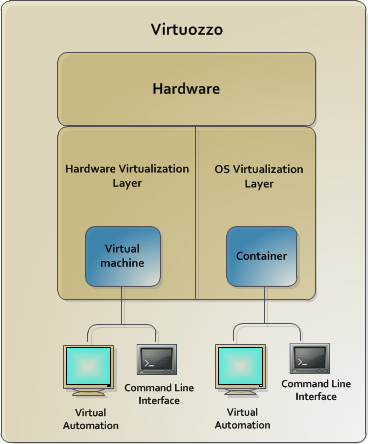 Virtuozzo
Hardware
Hardware Virtualization
Layer
OS Virtualization
Layer
Virtual
machine
Container
>_
Command Line
Interface
Virtual
Automation
>_
Command Line
Interface
Virtual
Automation